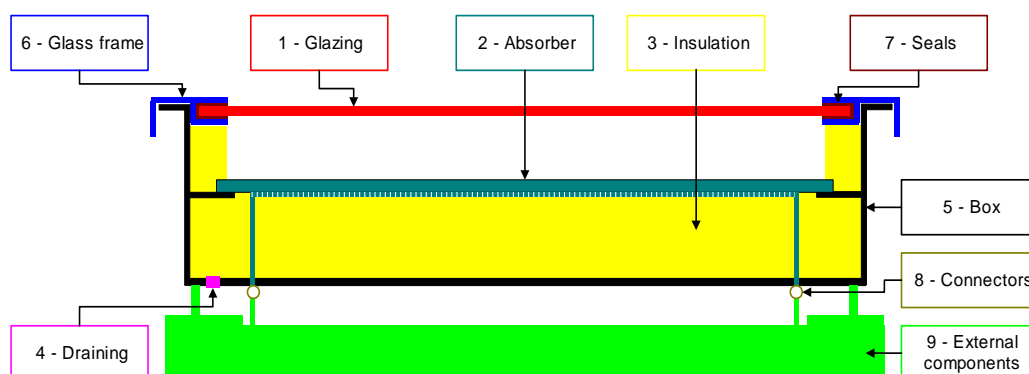 6 - Glass frame
1 - Glazing
2 - Absorber
3 - Insulation
7 - Seals
5 - Box
8 - Connectors
4 - Draining
9 - External
components